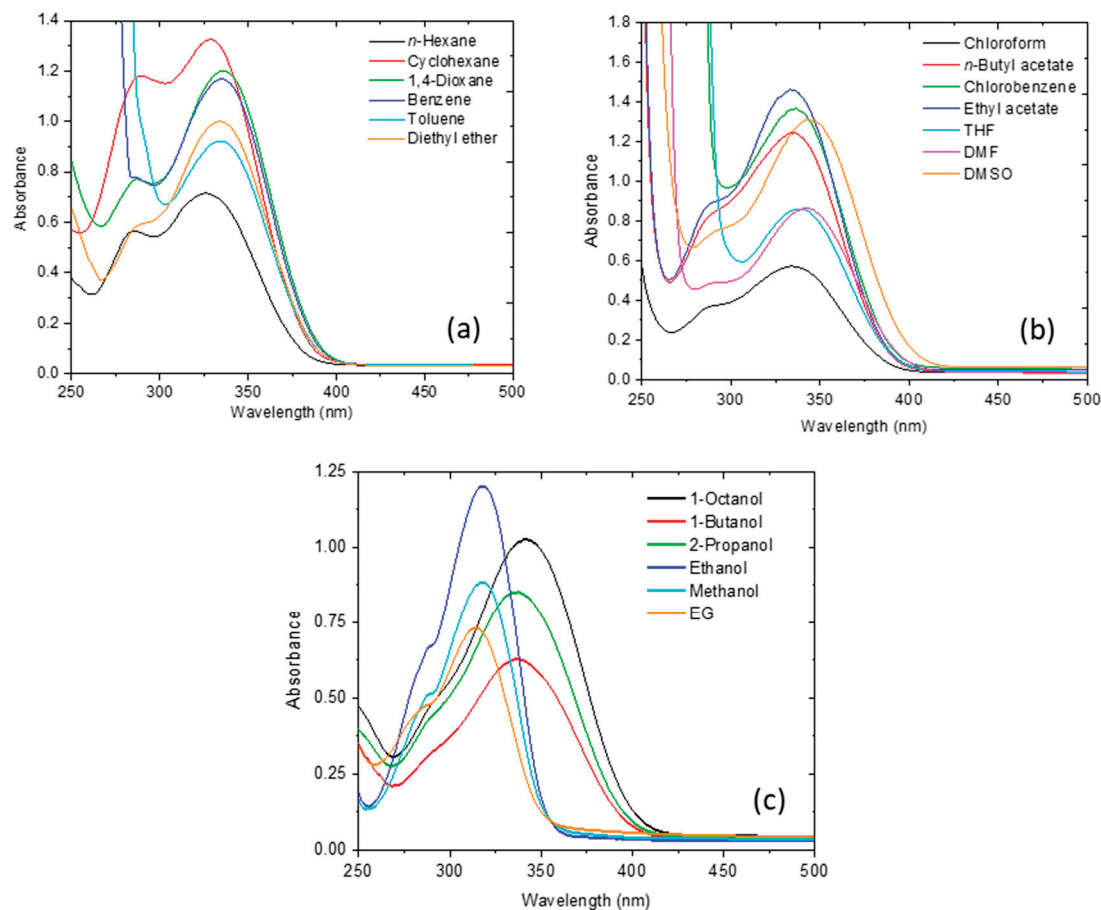 1.4
1.2
1.0
0.8
0.6
0.4
0.2
0.0
Absorbance
n-Hexane
Cyclohexane
1,4-Dioxane
Benzene
Toluene
Diethyl ether
(a)
250 300 350 400 450 500
Wavelength (nm)
1.8
1.6
1.4
1.2
1.0
0.8
0.6
0.4
0.2
0.0
Absorbance
Chloroform
n-Butyl acetate
Chlorobenzene
Ethyl acetate
THF
DMF
DMSO
(b)
250 300 350 400 450 500
Wavelength (nm)
1.25
1.00
0.75
0.50
0.25
0.00
Absorbance
1-Octanol
1-Butanol
2-Propanol
Ethanol
Methanol
EG
(c)
250 300 350 400 450 500
Wavelength (nm)